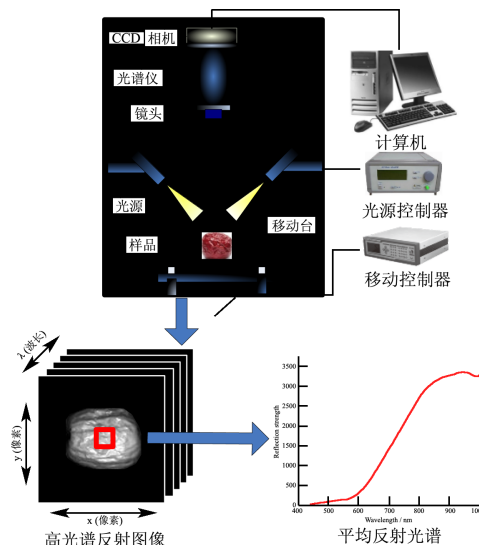 CCD 相机
光谱仪
镜头
计算机
光源
光源控制器
移动台
样品
移动控制器
λ (波长)
y (像素)
x (像素)
高光谱反射图像
Reflection strength
3500
3000
2500
2000
1500
1000
500
0
400
500
600
700
800
900
Wavelength / nm
平均反射光谱